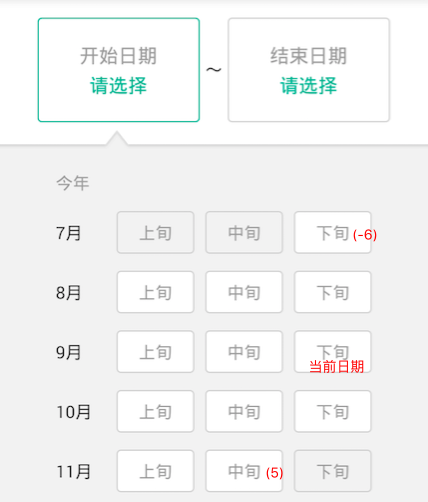 开始日期 结束日期
请选择 ~ 请选择
今年
7月 上旬 中旬 下旬 (-6)
8月 上旬 中旬 下旬
9月 上旬 中旬 下旬
当前日期
10月 上旬 中旬 下旬
11月 上旬 中旬 (5) 下旬